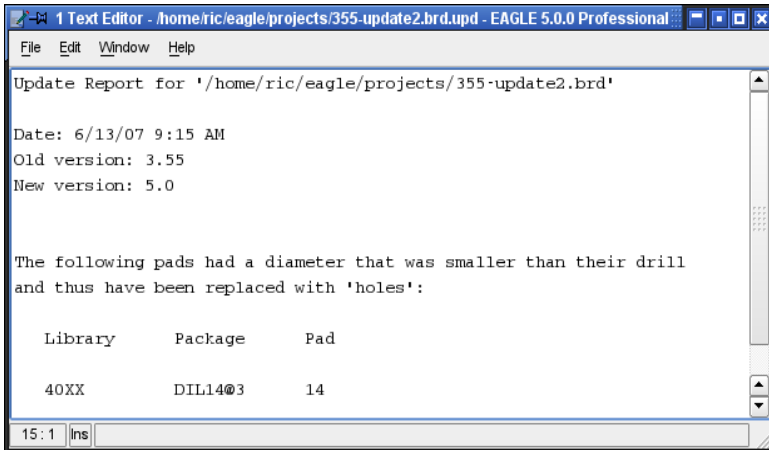 1 Text Editor - /home/ric/eagle/projects/355-update2.brd.upd - EAGLE 5.0.0 Professional
File Edit Window Help
Update Report for '/home/ric/eagle/projects/355-update2.brd'
Date: 6/13/07 9:15 AM
Old version: 3.55
New version: 5.0
The following pads had a diameter that was smaller than their drill
and thus have been replaced with 'holes':
Library Package Pad
40XX DIL14@3 14
15:1 Ins